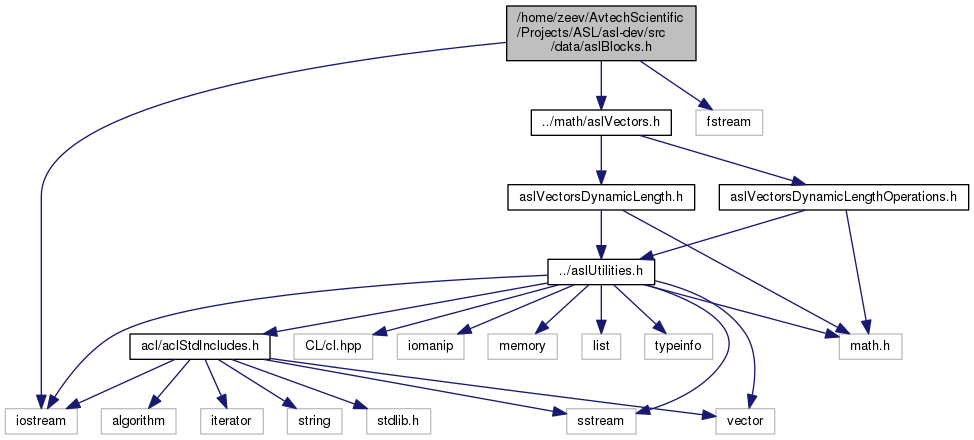 /home/zeev/AvtechScientific
/Projects/ASL/asl-dev/src
/data/aslBlocks.h
../math/aslVectors.h
fstream
aslVectorsDynamicLength.h
aslVectorsDynamicLengthOperations.h
../aslUtilities.h
acl/aclStdIncludes.h
CL/cl.hpp
iomanip
memory
list
typeinfo
math.h
iostream
algorithm
iterator
string
stdlib.h
sstream
vector